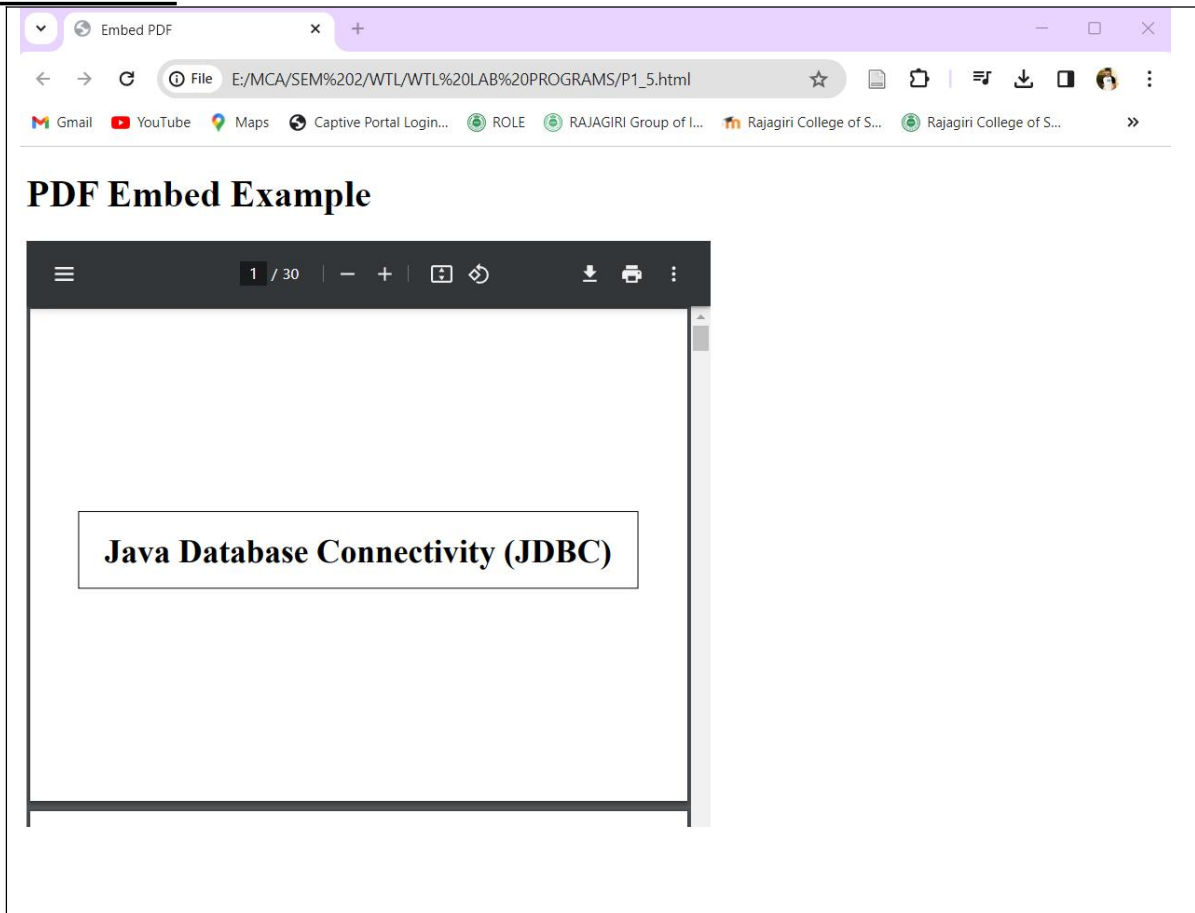 Embed PDF
File E:/MCA/SEM%202/WTL/WTL%20LAB%20PROGRAMS/P1_5.html
Gmail YouTube Maps Captive Portal Login... ROLE RAJAGIRI Group of I... Rajagiri College of S... Rajagiri College of S... »
PDF Embed Example
1 / 30
Java Database Connectivity (JDBC)